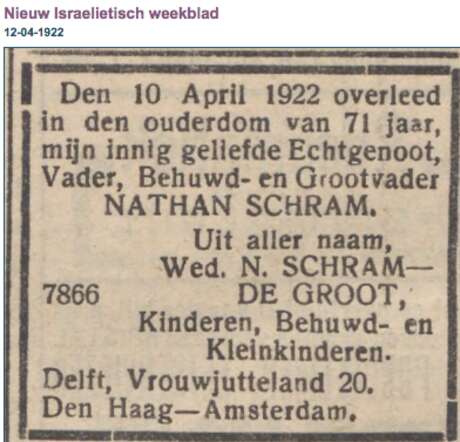 Nieuw Israelietisch weekblad
12-04-1922
Den 10 April 1922 overleed
in den ouderdom van 71 jaar,
mijn innig geliefde Echtgenoot,
Vader, Behuwd- en Grootvader
NATHAN SCHRAM.
Uit aller naam,
Wed. N. SCHRAM—
7866 DE GROOT,
Kinderen, Behuwd- en
Kleinkinderen.
Delft, Vrouwjutteland 20.
Den Haag—Amsterdam.